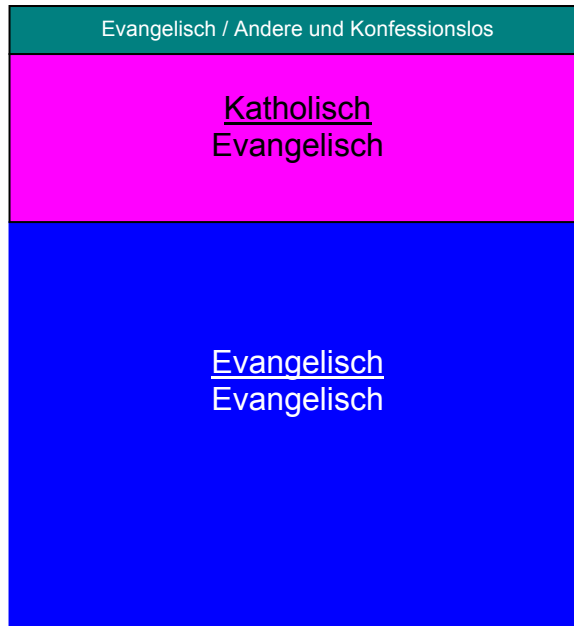 Evangelisch / Andere und Konfessionslos
Katholisch
Evangelisch
Evangelisch
Evangelisch